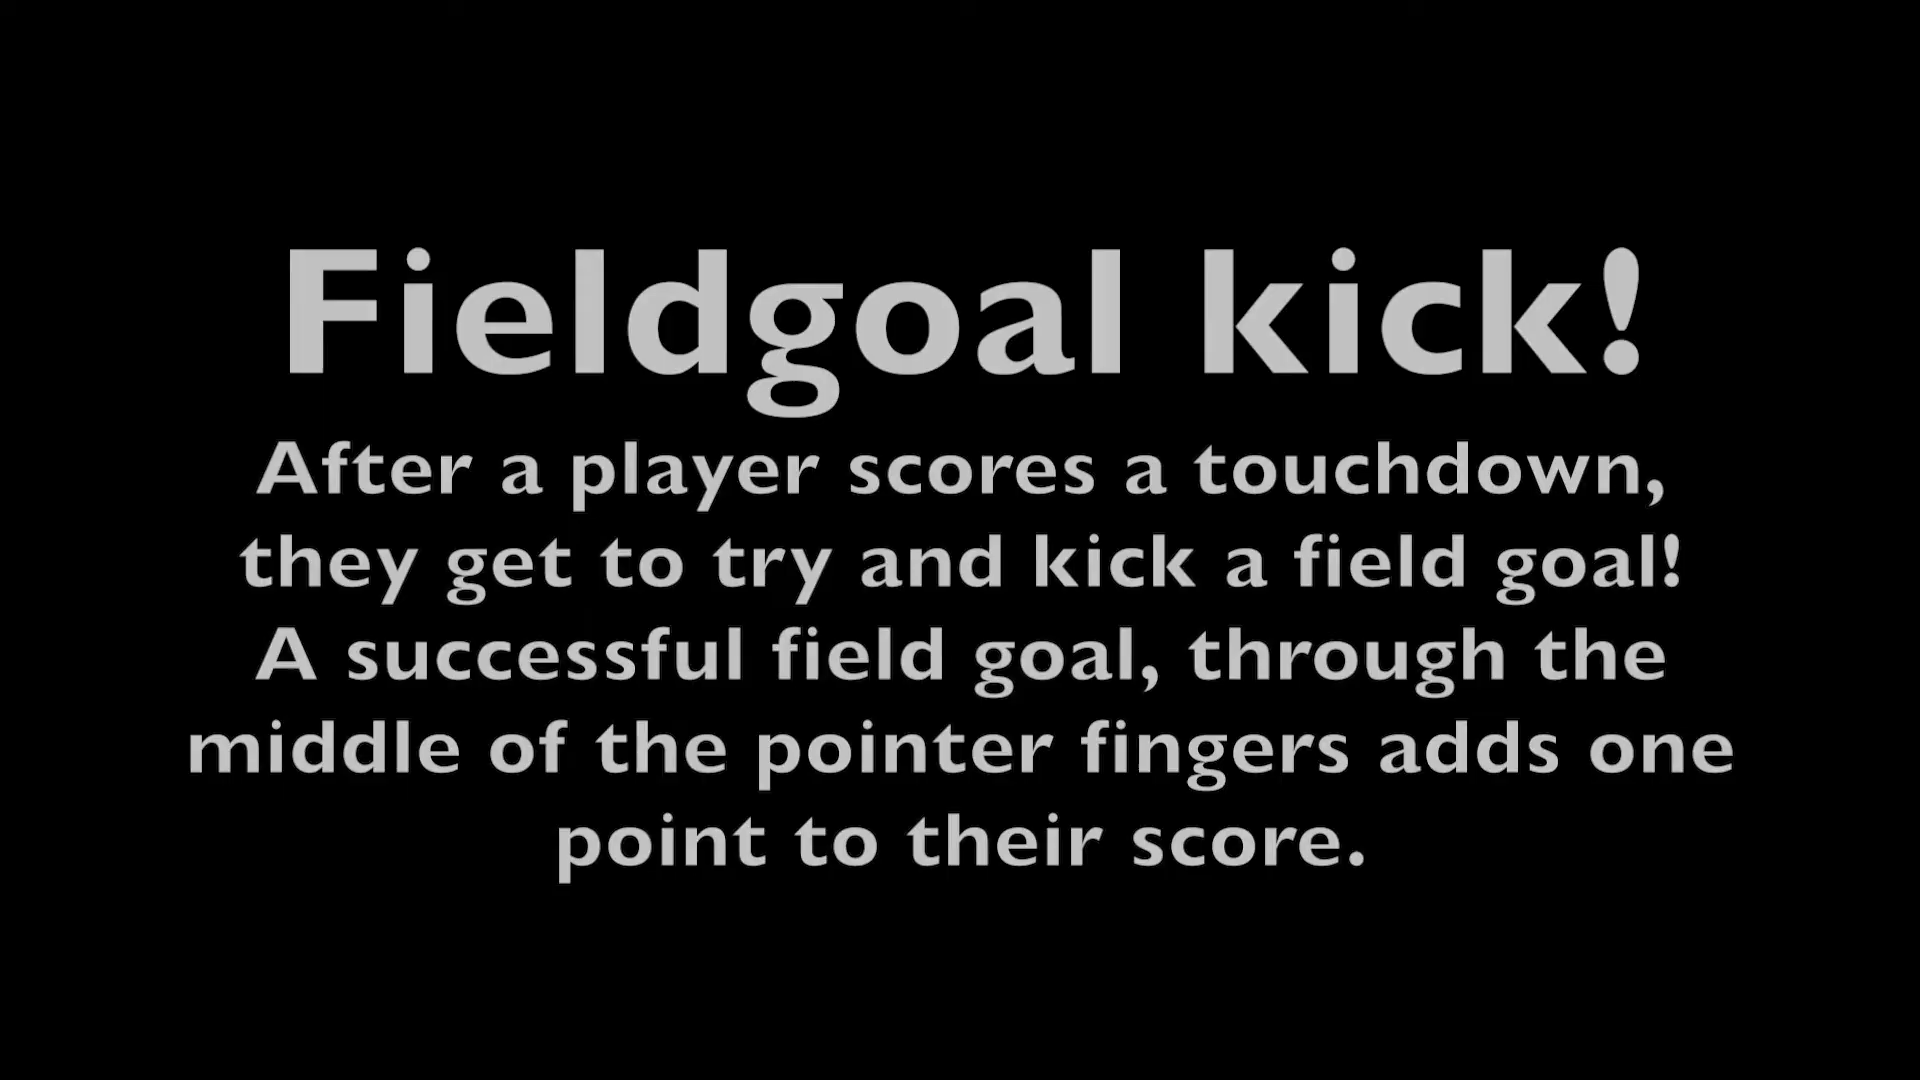 Fieldgoal kick!
After a player scores a touchdown,
they get to try and kick a field goal!
A successful field goal, through the
middle of the pointer fingers adds one
point to their score.